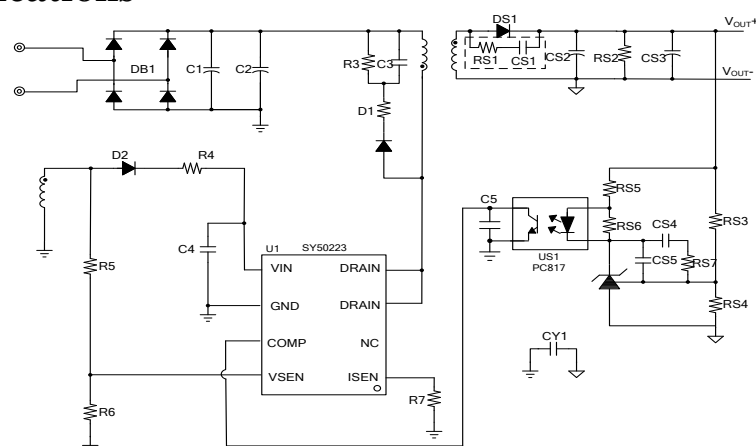 DS1
VOUT+
DB1
C1
C2
R3
C3
RS1
CS1
CS2
RS2
CS3
VOUT-
D1
D2
R4
C5
RS5
RS3
RS6
CS4
C4
U1
SY50223
R5
US1
PC817
CS5
RS7
VIN
DRAIN
GND
DRAIN
RS4
COMP
NC
CY1
VSEN
ISEN
R7
R6